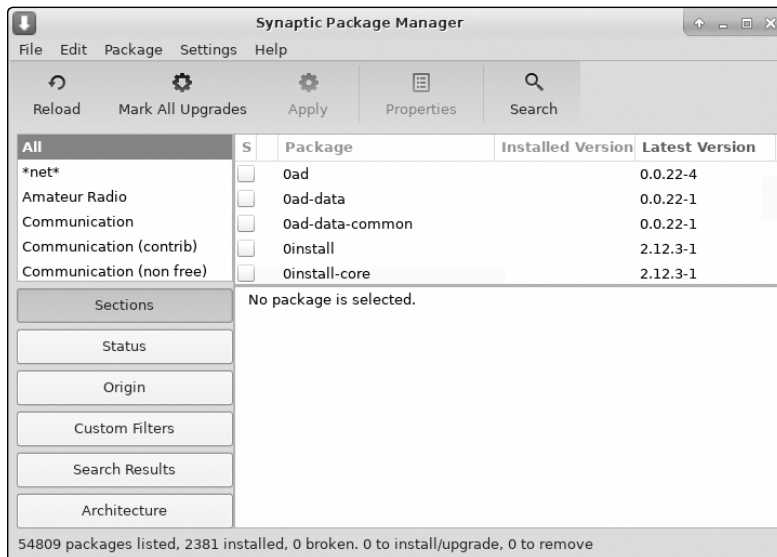 Synaptic Package Manager
File Edit Package Settings Help
Reload Mark All Upgrades Apply Properties Search
All
*net*
Amateur Radio
Communication
Communication (contrib)
Communication (non free)
S Package Installed Version Latest Version
0ad 0.0.22-4
0ad-data 0.0.22-1
0ad-data-common 0.0.22-1
0install 2.12.3-1
0install-core 2.12.3-1
Sections
Status
Origin
Custom Filters
Search Results
Architecture
No package is selected.
54809 packages listed, 2381 installed, 0 broken. 0 to install/upgrade, 0 to remove